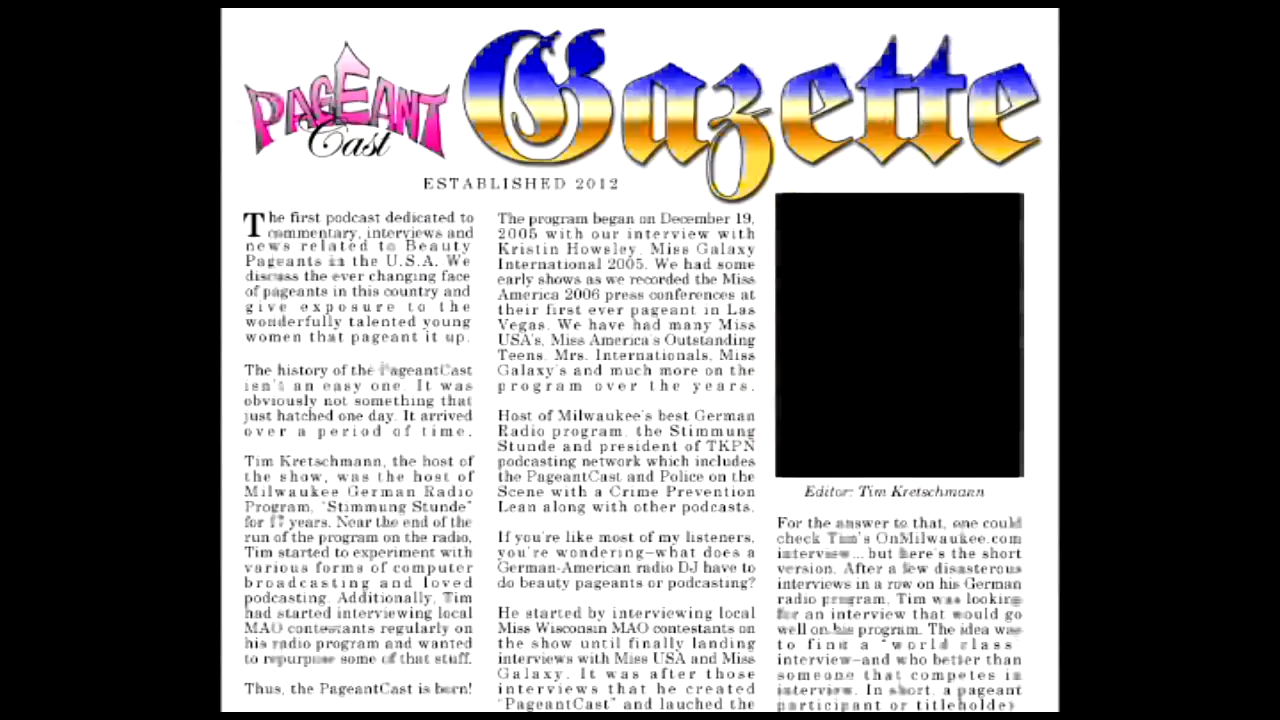 PAGEANT
Cast
Gazette
ESTABLISHED 2012
The first podcast dedicated to
commentary, interviews and
news related to Beauty
Pageants in the U.S.A. We
discuss the ever changing face
of pageants in this country and
give exposure to the
wonderfully talented young
women that pageant it up.
The history of the PageantCast
isn't an easy one. It was
obviously not something that
just hatched one day. It arrived
over a period of time.
Tim Kretschmann, the host of
the show, was the host of
Milwaukee German Radio
Program, "Stimmung Stunde"
for years. Near the end of the
run of the program on the radio,
Tim started to experiment with
various forms of computer
broadcasting and loved
podcasting. Additionally, Tim
had started interviewing local
MAO contestants regularly on
his radio program and wanted
to repurpose some of that stuff.
Thus, the PageantCast is born!
The program began on December 19,
2005 with our interview with
Kristin Howsley, Miss Galaxy
International 2005. We had some
early shows as we recorded the Miss
America 2006 press conferences at
their first ever pageant in Las
Vegas. We have had many Miss
USA's, Miss America's Outstanding
Teens, Mrs. Internationals, Miss
Galaxy's and much more on the
program over the years.
Host of Milwaukee's best German
Radio program, the Stimmung
Stunde and president of TKPN
podcasting network which includes
the PageantCast and Police on the
Scene with a Crime Prevention
Lean along with other podcasts.
If you're like most of my listeners,
you're wondering–what does a
German-American radio DJ have to
do beauty pageants or podcasting?
He started by interviewing local
Miss Wisconsin MAO contestants on
the show until finally landing
interviews with Miss USA and Miss
Galaxy. It was after those
interviews that he created
"PageantCast" and lauched the
Editor: Tim Kretschmann
For the answer to that, one could
check Tim's OnMilwaukee.com
interview... but here's the short
version. After a few disasterous
interviews in a row on his German
radio program, Tim was looking
for an interview that would go
well on his program. The idea was
to find a "world class"
interview–and who better than
someone that competes in
interview. In short, a pageant
participant or titleholder